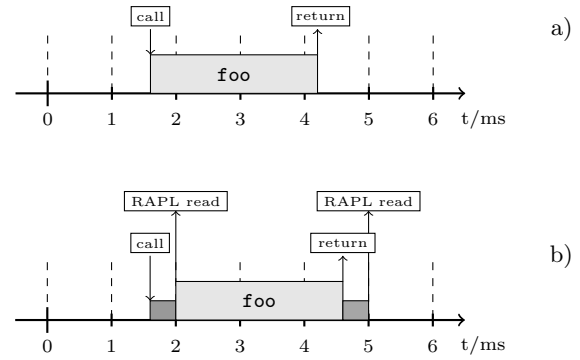 call return a)
foo
0 1 2 3 4 5 6 t/ms
RAPL read RAPL read
call return b)
foo
0 1 2 3 4 5 6 t/ms